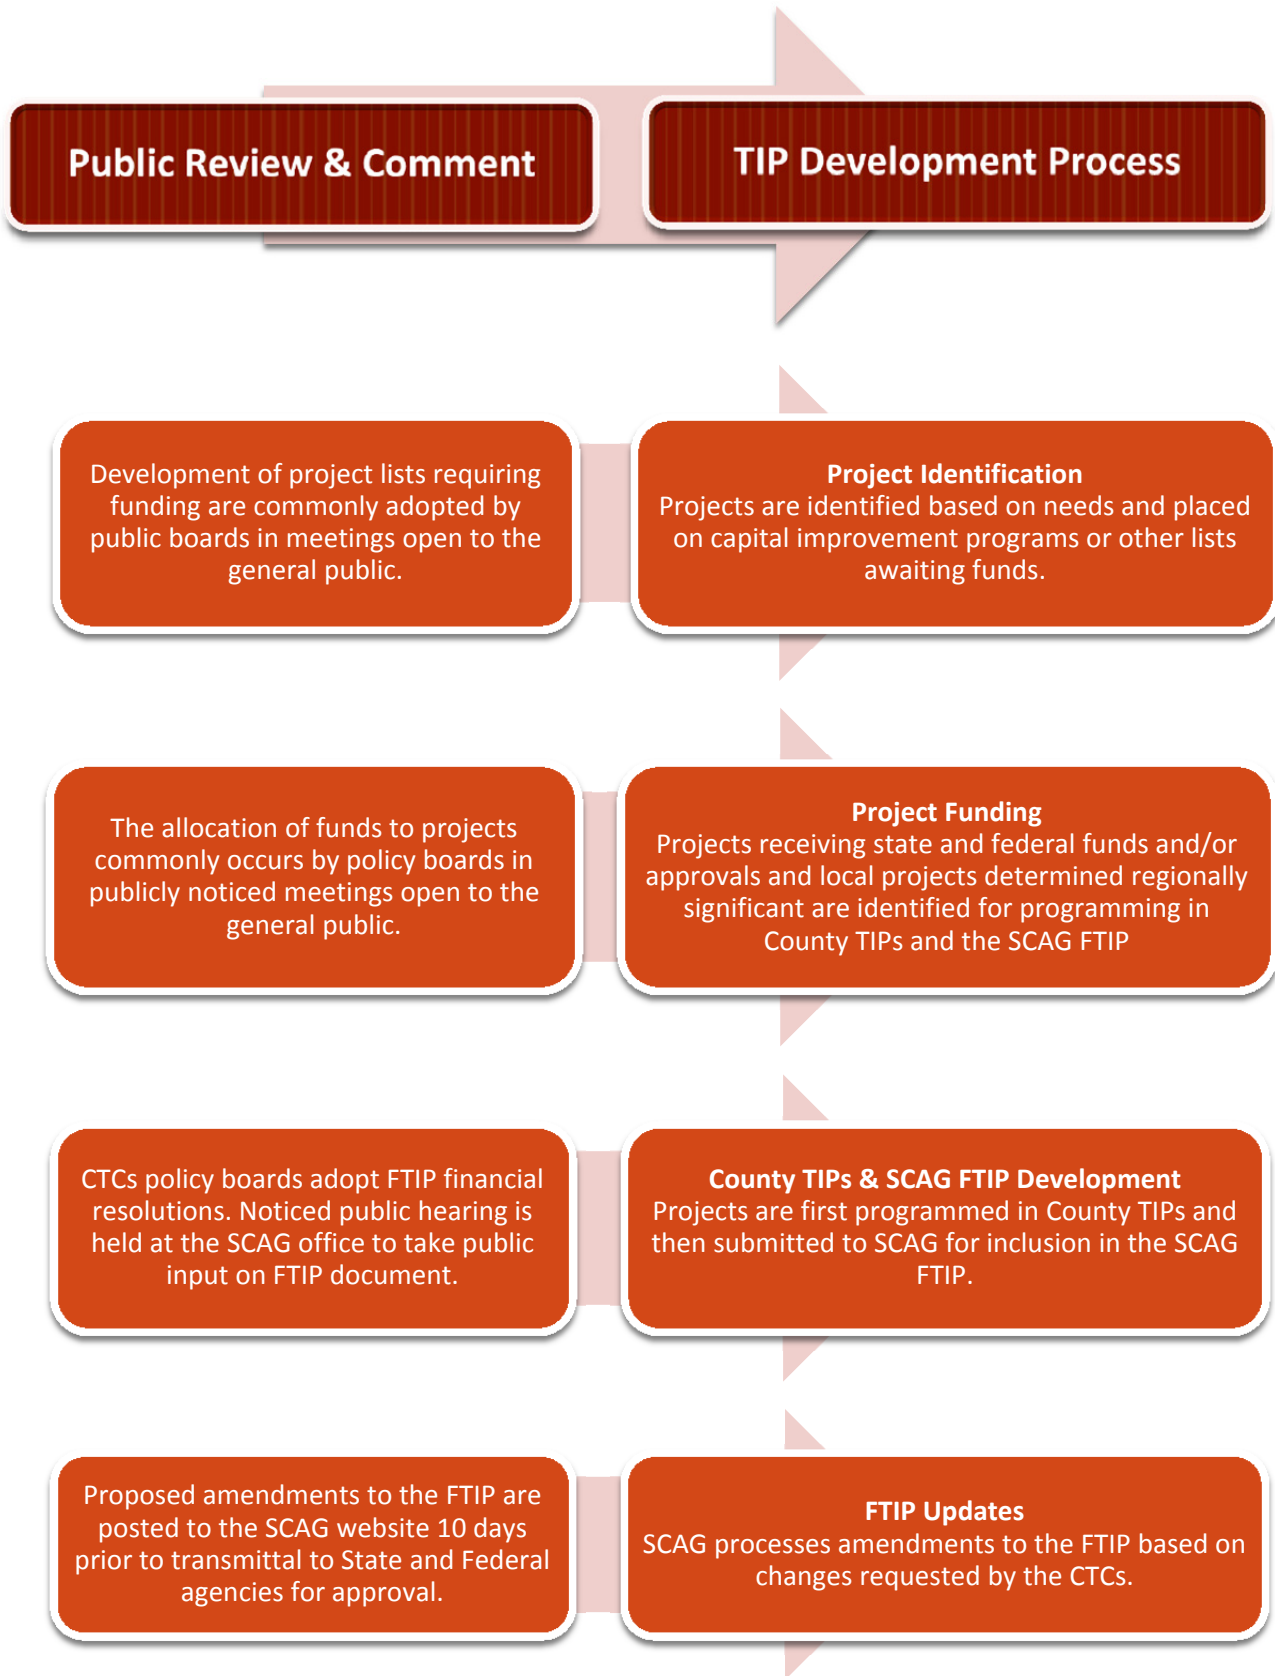 Public Review & Comment
TIP Development Process
Development of project lists requiring
funding are commonly adopted by
public boards in meetings open to the
general public.
Project Identification
Projects are identified based on needs and placed
on capital improvement programs or other lists
awaiting funds.
The allocation of funds to projects
commonly occurs by policy boards in
publicly noticed meetings open to the
general public.
Project Funding
Projects receiving state and federal funds and/or
approvals and local projects determined regionally
significant are identified for programming in
County TIPs and the SCAG FTIP
CTCs policy boards adopt FTIP financial
resolutions. Noticed public hearing is
held at the SCAG office to take public
input on FTIP document.
County TIPs & SCAG FTIP Development
Projects are first programmed in County TIPs and
then submitted to SCAG for inclusion in the SCAG
FTIP.
Proposed amendments to the FTIP are
posted to the SCAG website 10 days
prior to transmittal to State and Federal
agencies for approval.
FTIP Updates
SCAG processes amendments to the FTIP based on
changes requested by the CTCs.